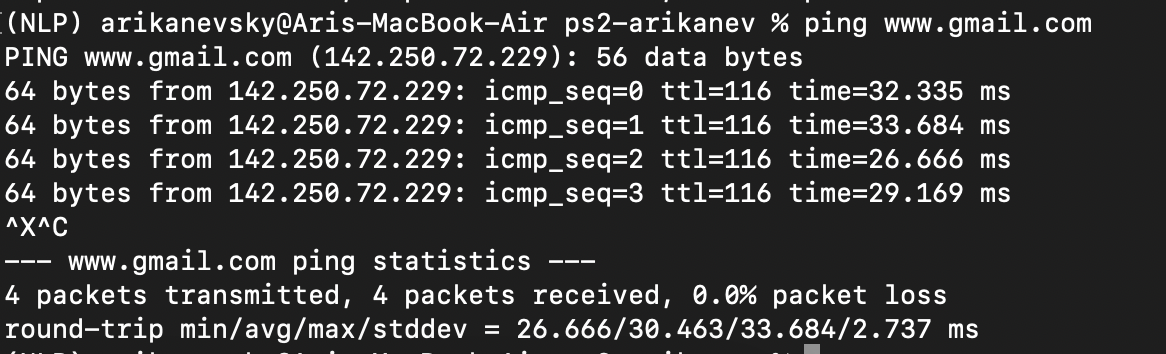 (NLP) arikanevsky@Aris-MacBook-Air ps2-arikanev % ping www.gmail.com
PING www.gmail.com (142.250.72.229): 56 data bytes
64 bytes from 142.250.72.229: icmp_seq=0 ttl=116 time=32.335 ms
64 bytes from 142.250.72.229: icmp_seq=1 ttl=116 time=33.684 ms
64 bytes from 142.250.72.229: icmp_seq=2 ttl=116 time=26.666 ms
64 bytes from 142.250.72.229: icmp_seq=3 ttl=116 time=29.169 ms
^X^C
--- www.gmail.com ping statistics ---
4 packets transmitted, 4 packets received, 0.0% packet loss
round-trip min/avg/max/stddev = 26.666/30.463/33.684/2.737 ms